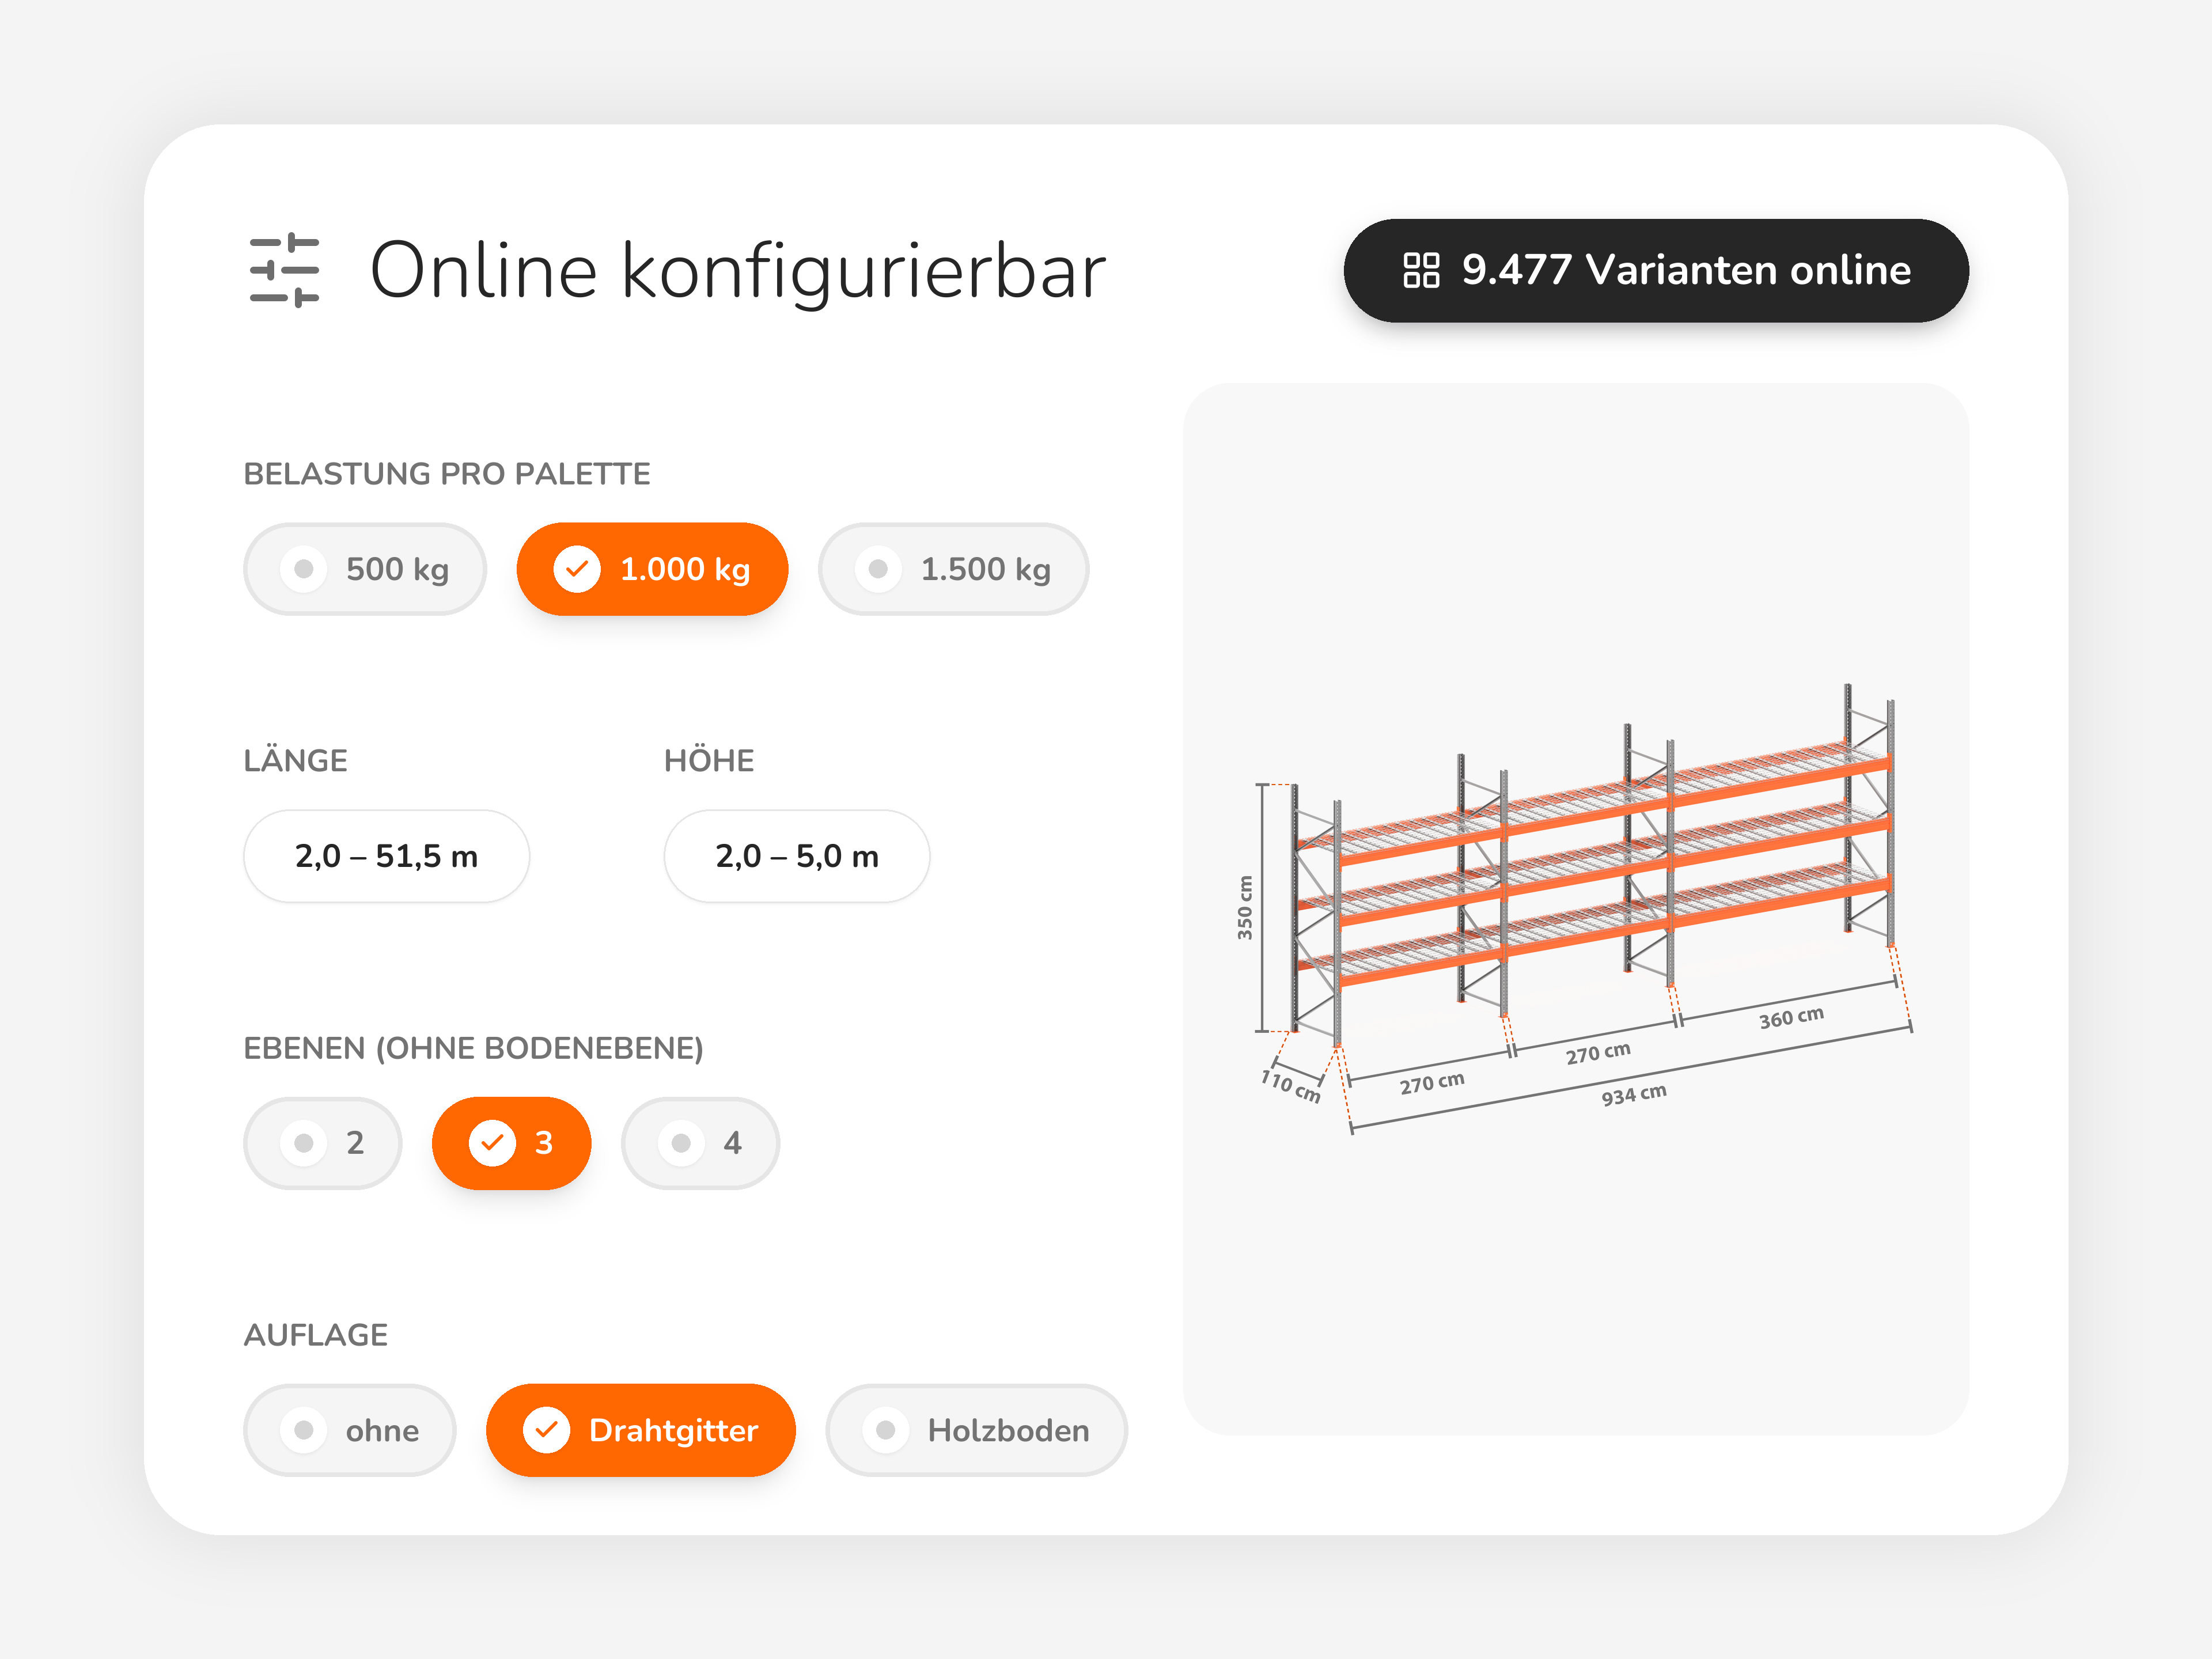 Online konfigurierbar
9.477 Varianten online
BELASTUNG PRO PALETTE
500 kg
1.000 kg
1.500 kg
LÄNGE
HÖHE
2,0 – 51,5 m
2,0 – 5,0 m
EBENEN (OHNE BODENEBENE)
2
3
4
AUFLAGE
ohne
Drahtgitter
Holzboden
350 cm
110 cm
270 cm
270 cm
360 cm
934 cm